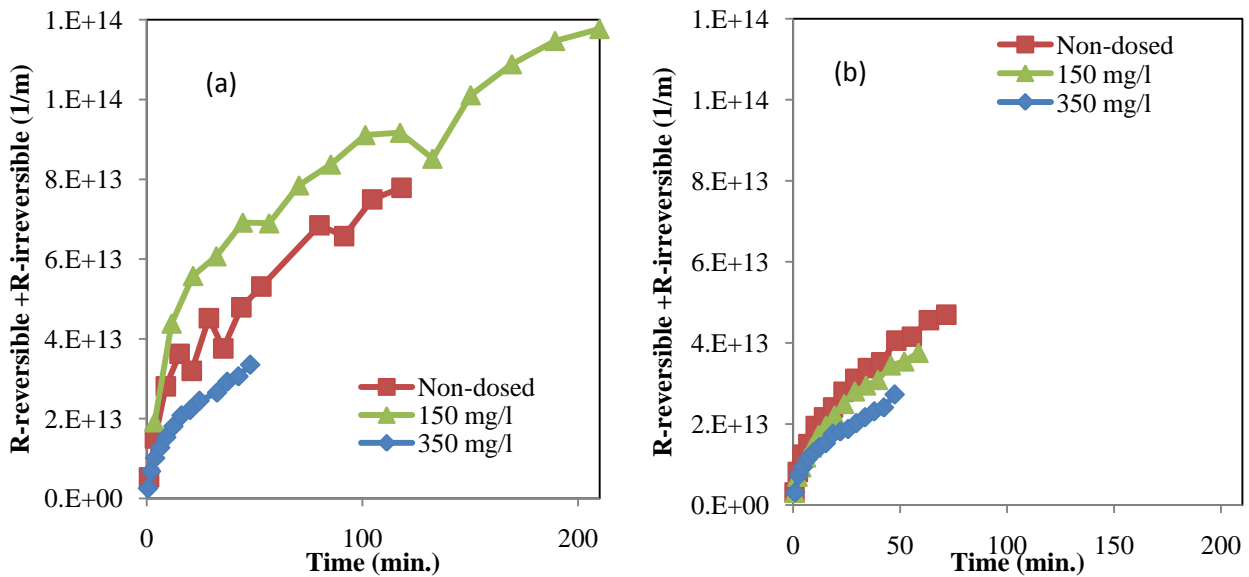 R-reversible +R-irreversible (1/m)
1.E+14
1.E+14
8.E+13
6.E+13
4.E+13
2.E+13
0.E+00
(a)
Non-dosed
150 mg/l
350 mg/l
0 100 200
Time (min.)
R-reversible +R-irreversible (1/m)
1.E+14
1.E+14
8.E+13
6.E+13
4.E+13
2.E+13
0.E+00
(b)
Non-dosed
150 mg/l
350 mg/l
0 50 100 150 200
Time (min.)